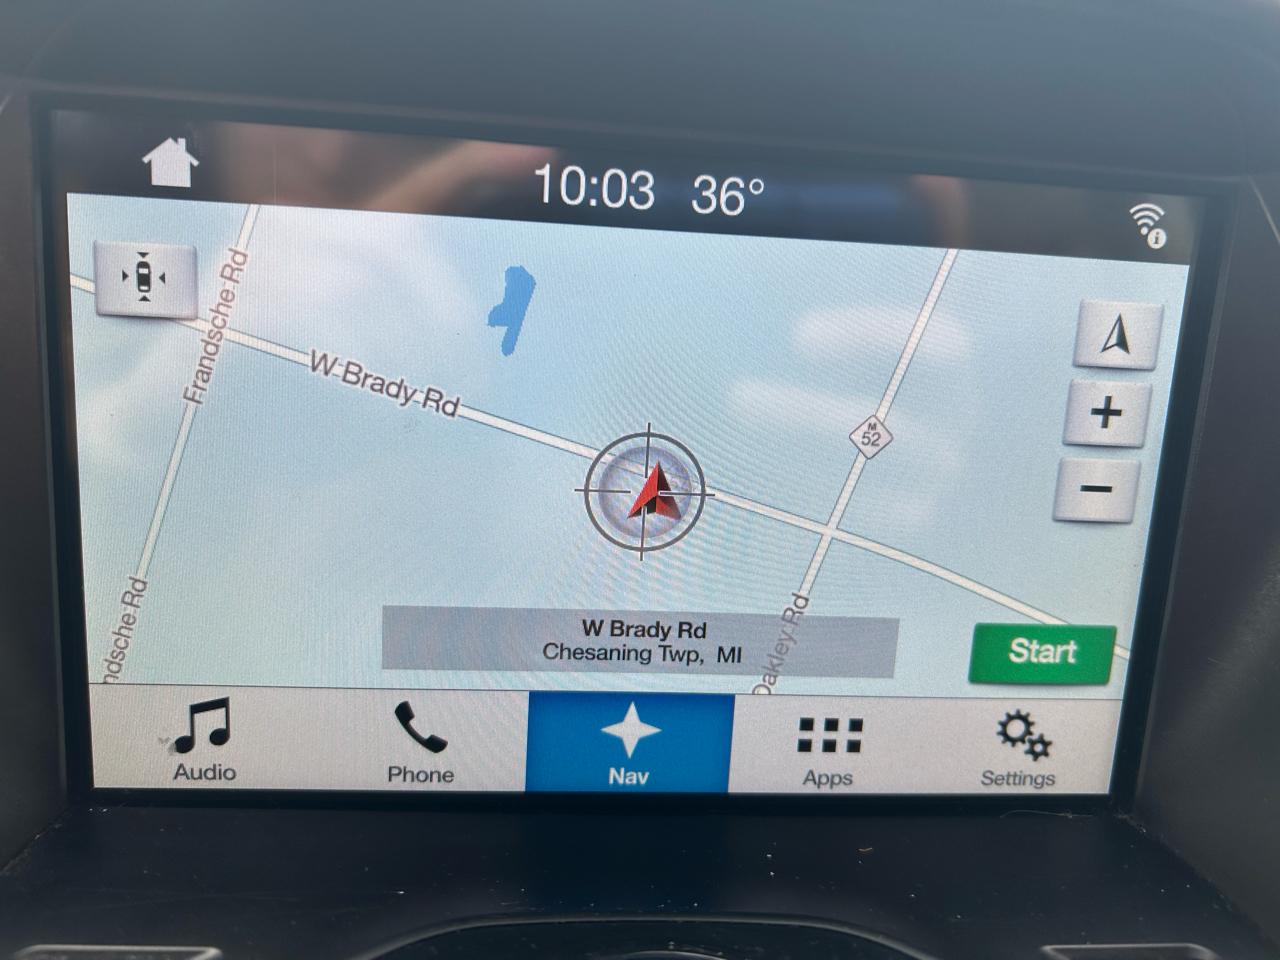 10:03 36°
Frandsche Rd
W Brady Rd
M
52
+
−
W Brady Rd
Chesaning Twp, MI
Oakley Rd
ndsche Rd
Start
Audio
Phone
Nav
Apps
Settings